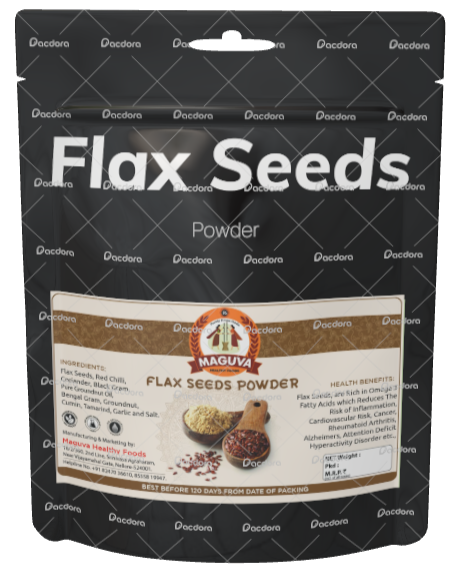 Flax Seeds
Powder
MAGUVA
FLAX SEEDS POWDER
INGREDIENTS:
Flax Seeds, Red Chilli,
Coriander, Black Gram,
Pure Groundnut Oil,
Bengal Gram, Groundnut,
Cumin, Tamarind, Garlic and Salt.
Manufacturing & Marketing by:
Maguva Healthy Foods
HEALTH BENEFITS:
Flax Seeds, are Rich in Omega 3
Fatty Acids which Reduces The
Risk of Inflammation,
Cardiovascular Risk, Cancer,
Rheumatoid Arthritis,
Alzheimers, Attention Deficit
Hyperactivity Disorder etc.,
Net Weight :
Pkd :
M.R.P. ₹
BEST BEFORE 120 DAYS FROM DATE OF PACKING
Dacdora